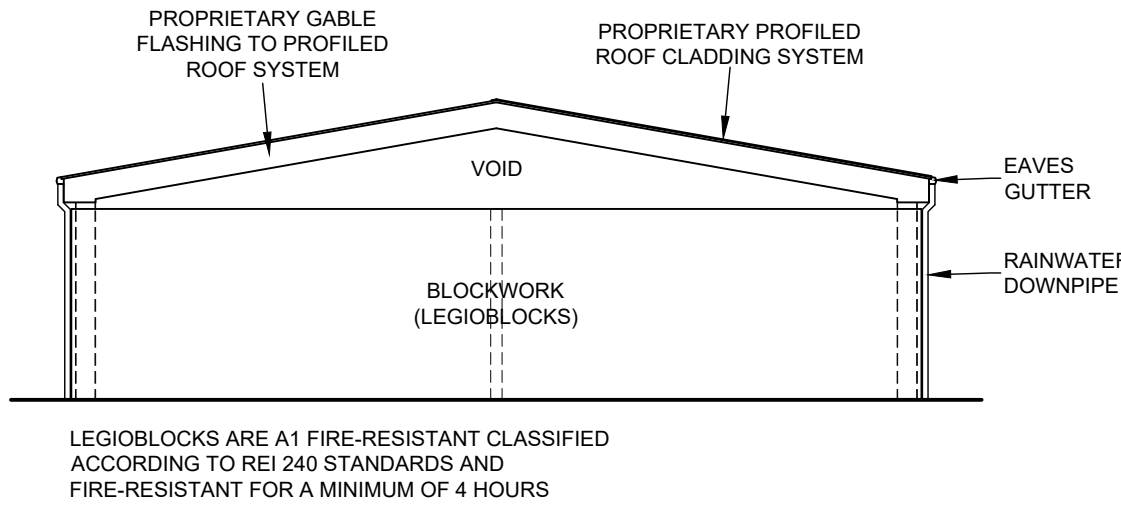 PROPRIETARY GABLE
FLASHING TO PROFILED
ROOF SYSTEM
PROPRIETARY PROFILED
ROOF CLADDING SYSTEM
VOID
EAVES
GUTTER
RAINWATER
DOWNPIPE
BLOCKWORK
(LEGIOBLOCKS)
LEGIOBLOCKS ARE A1 FIRE-RESISTANT CLASSIFIED
ACCORDING TO REI 240 STANDARDS AND
FIRE-RESISTANT FOR A MINIMUM OF 4 HOURS